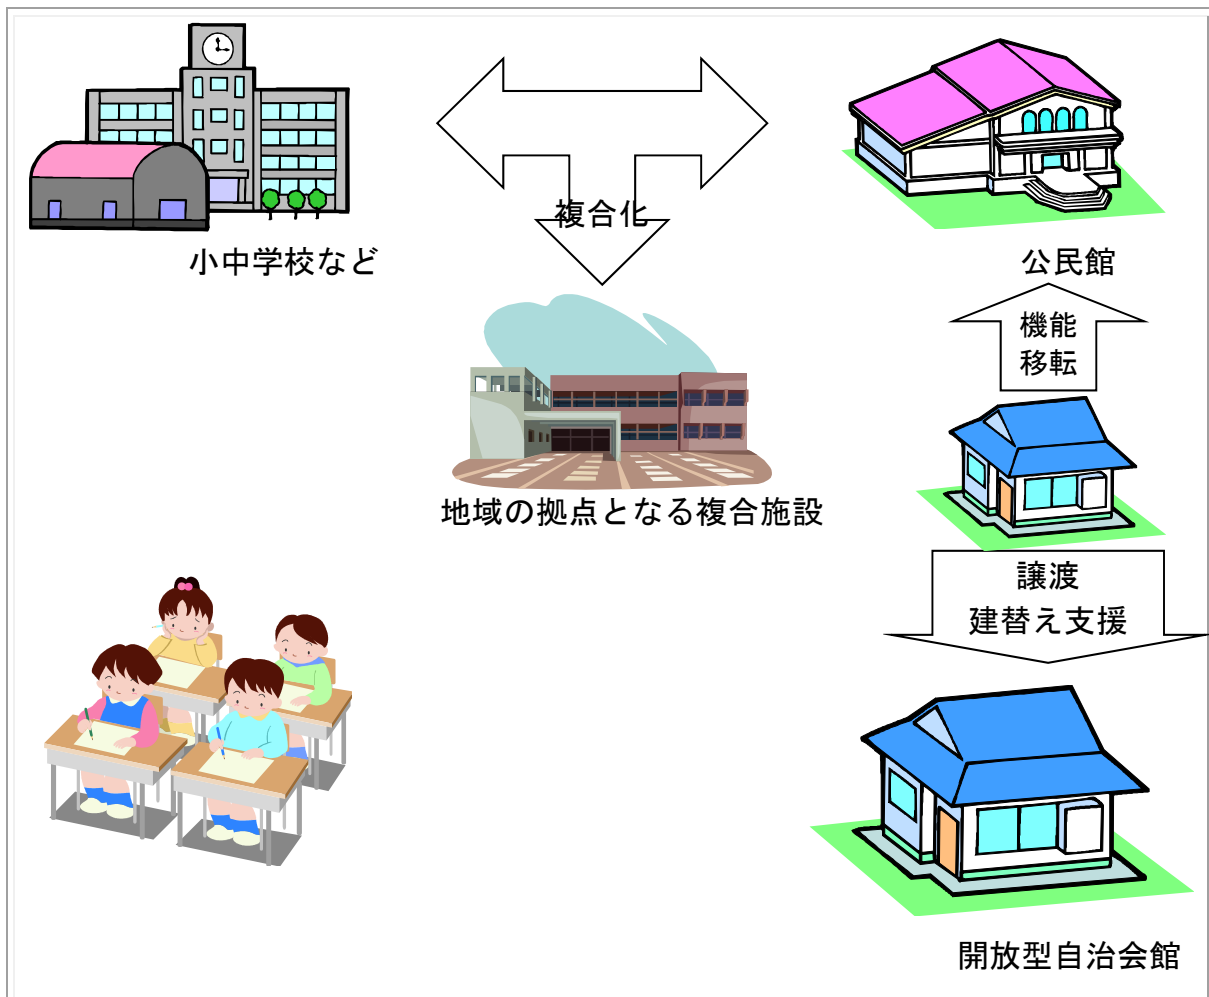 複合化
小中学校など
公民館
機能
移転
地域の拠点となる複合施設
譲渡
建替え支援
開放型自治会館